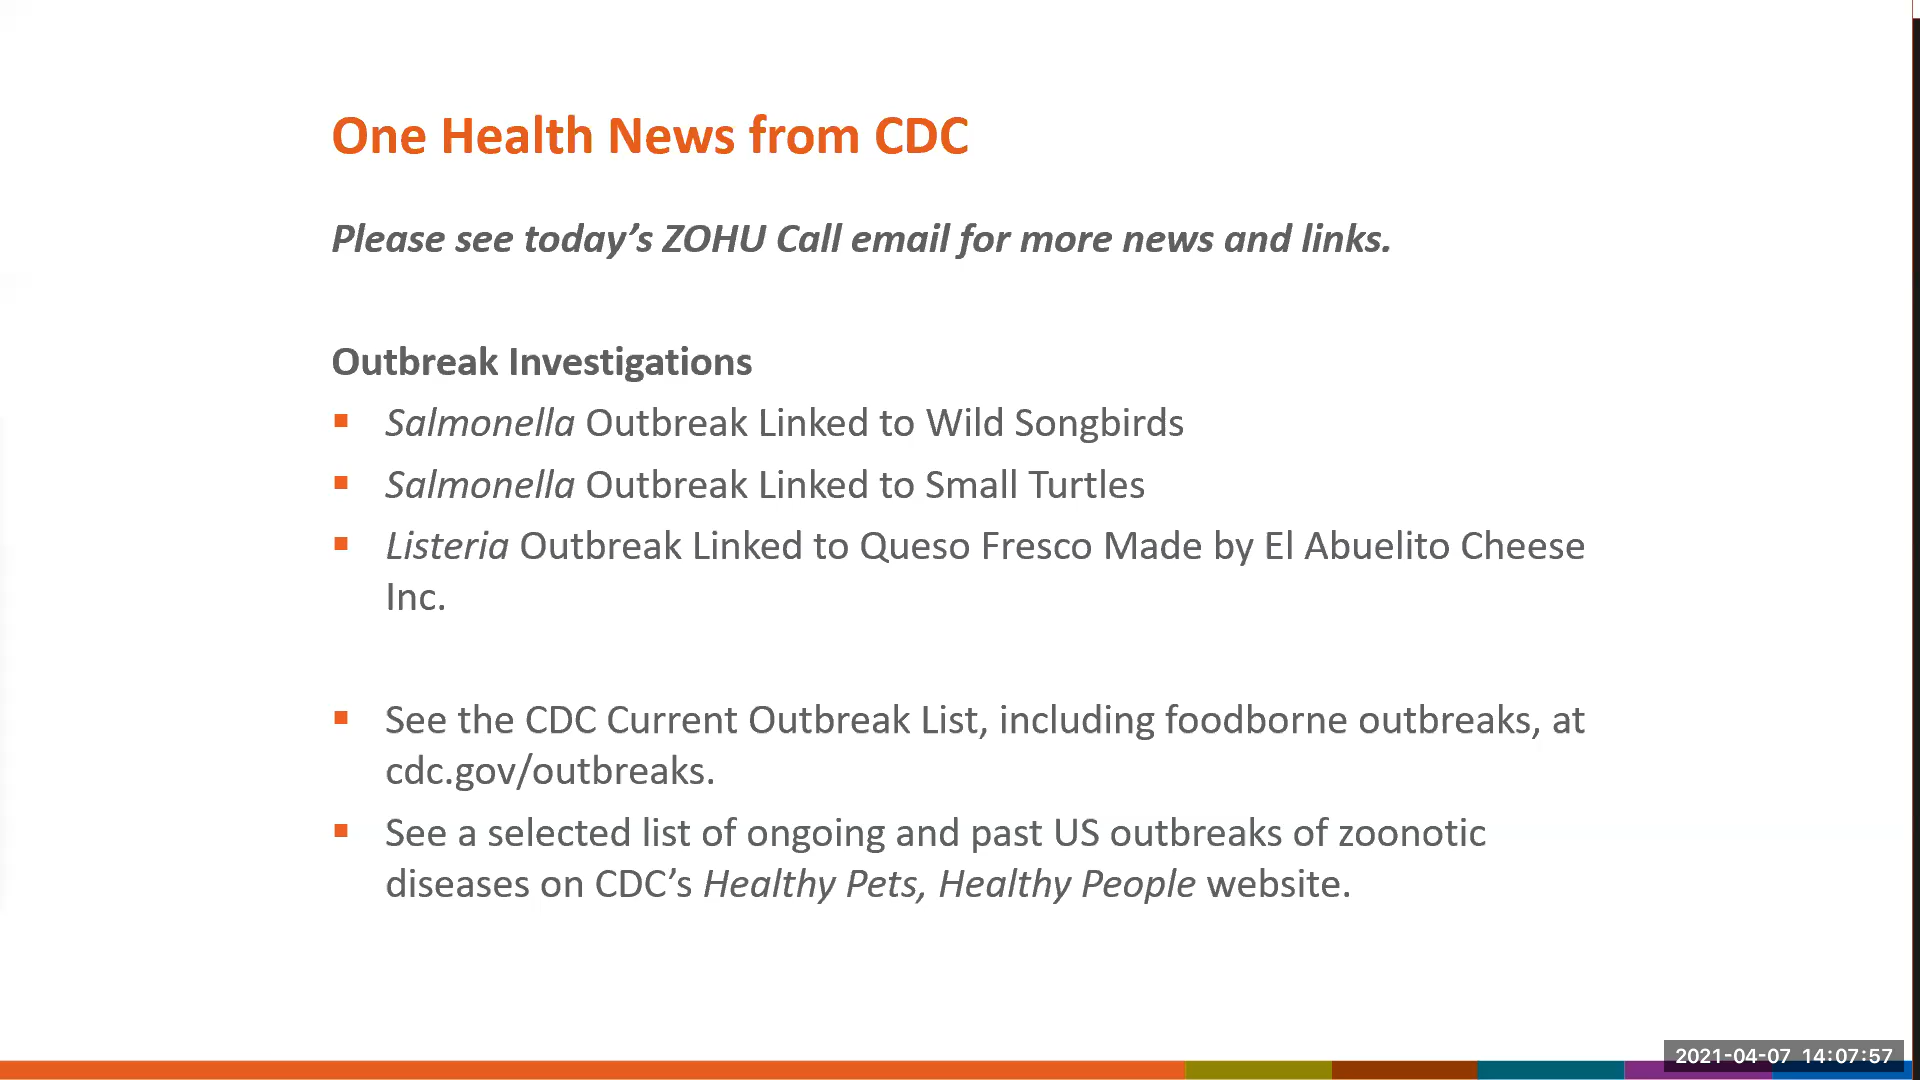 One Health News from CDC
Please see today’s ZOHU Call email for more news and links.
Outbreak Investigations
Salmonella Outbreak Linked to Wild Songbirds
Salmonella Outbreak Linked to Small Turtles
Listeria Outbreak Linked to Queso Fresco Made by El Abuelito Cheese
Inc.
See the CDC Current Outbreak List, including foodborne outbreaks, at
cdc.gov/outbreaks.
See a selected list of ongoing and past US outbreaks of zoonotic
diseases on CDC’s Healthy Pets, Healthy People website.
2021-04-07 14:07:57